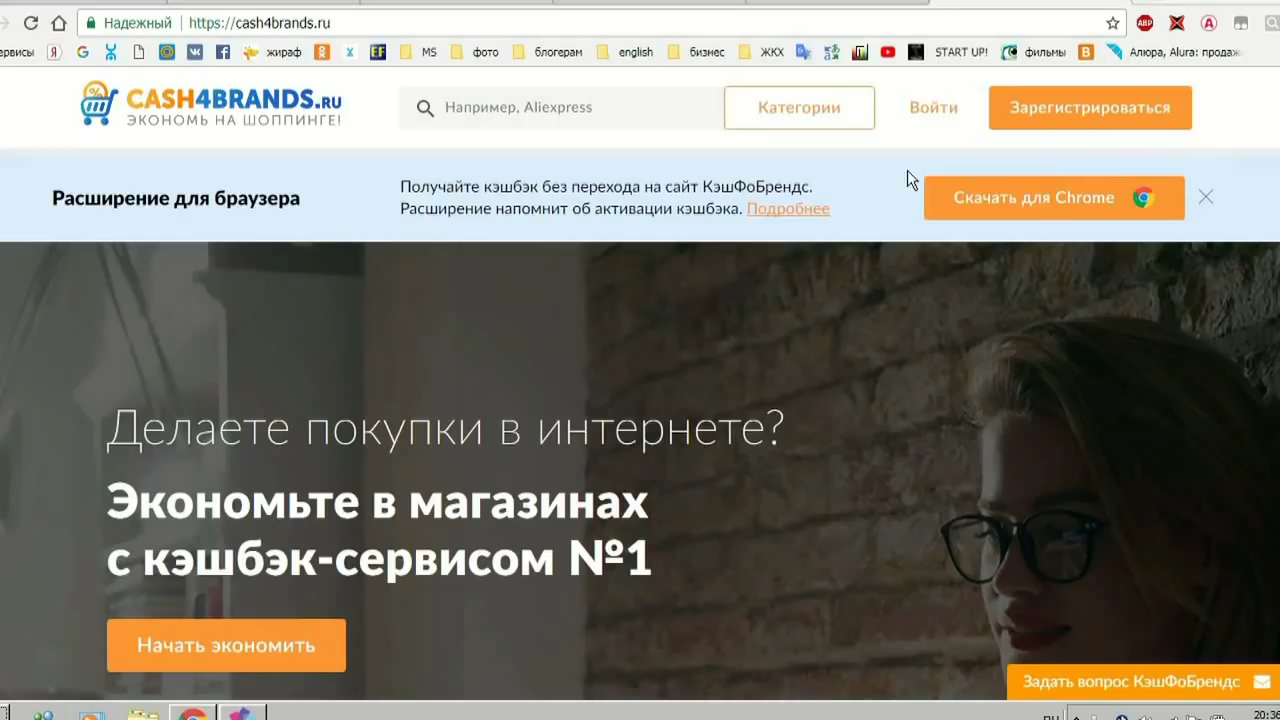 Надежный https://cash4brands.ru
ервисы Я G жираф EF MS фото блогерам english бизнес ЖКХ START UP! фильмы B Алюра, Alura: продаж
CASH4BRANDS.RU
ЭКОНОМЬ НА ШОППИНГЕ!
Например, Aliexpress
Категории
Войти
Зарегистрироваться
Расширение для браузера
Получайте кэшбэк без перехода на сайт КэшФоБрендс.
Расширение напомнит об активации кэшбэка. Подробнее
Скачать для Chrome
Делаете покупки в интернете?
Экономьте в магазинах
с кэшбэк-сервисом №1
Начать экономить
Задать вопрос КэшФоБрендс
RU
20:36